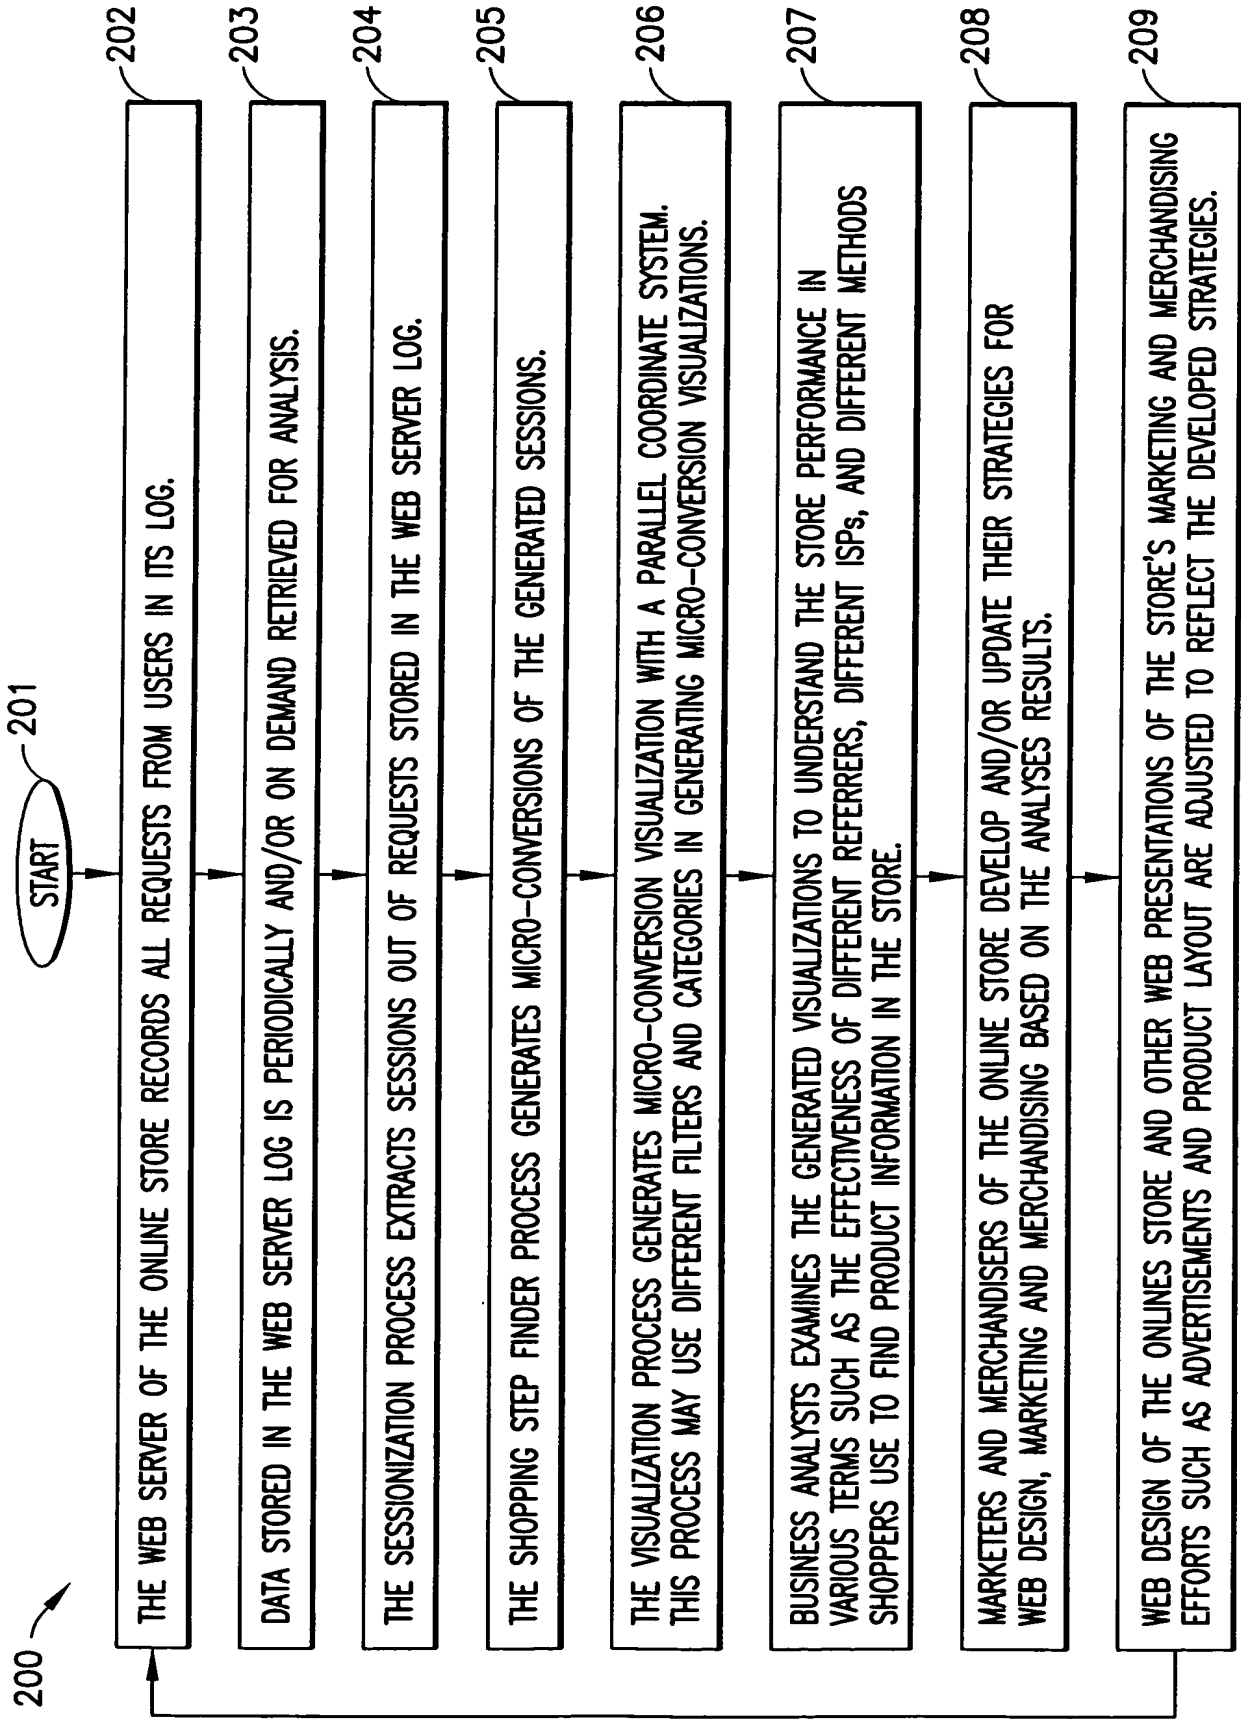 200
START
201
THE WEB SERVER OF THE ONLINE STORE RECORDS ALL REQUESTS FROM USERS IN ITS LOG.
202
DATA STORED IN THE WEB SERVER LOG IS PERIODICALLY AND/OR ON DEMAND RETRIEVED FOR ANALYSIS.
203
THE SESSIONIZATION PROCESS EXTRACTS SESSIONS OUT OF REQUESTS STORED IN THE WEB SERVER LOG.
204
THE SHOPPING STEP FINDER PROCESS GENERATES MICRO-CONVERSIONS OF THE GENERATED SESSIONS.
205
THE VISUALIZATION PROCESS GENERATES MICRO-CONVERSION VISUALIZATION WITH A PARALLEL COORDINATE SYSTEM.
THIS PROCESS MAY USE DIFFERENT FILTERS AND CATEGORIES IN GENERATING MICRO-CONVERSION VISUALIZATIONS.
206
BUSINESS ANALYSTS EXAMINES THE GENERATED VISUALIZATIONS TO UNDERSTAND THE STORE PERFORMANCE IN
VARIOUS TERMS SUCH AS THE EFFECTIVENESS OF DIFFERENT REFERRERS, DIFFERENT ISPs, AND DIFFERENT METHODS
SHOPPERS USE TO FIND PRODUCT INFORMATION IN THE STORE.
207
MARKETERS AND MERCHANDISERS OF THE ONLINE STORE DEVELOP AND/OR UPDATE THEIR STRATEGIES FOR
WEB DESIGN, MARKETING AND MERCHANDISING BASED ON THE ANALYSES RESULTS.
208
WEB DESIGN OF THE ONLINES STORE AND OTHER WEB PRESENTATIONS OF THE STORE'S MARKETING AND MERCHANDISING
EFFORTS SUCH AS ADVERTISEMENTS AND PRODUCT LAYOUT ARE ADJUSTED TO REFLECT THE DEVELOPED STRATEGIES.
209